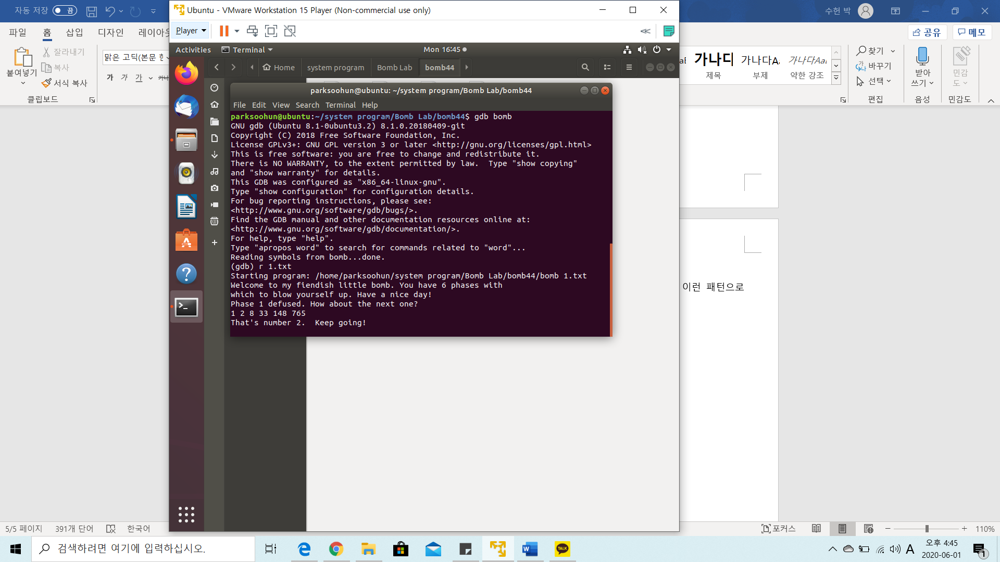 자동 저장 끔
Ubuntu - VMware Workstation 15 Player (Non-commercial use only)
수헌 박
파일 홈 삽입 디자인
Player
공유 메모
Activities Terminal Mon 16:45
잘라내기
복사
서식 복사
붙여넣기
클립보드
맑은 고딕(본문 한
가 가 가
가나다 가나다A 가나다Aa
제목 부제 약한 강조
찾기
바꾸기
선택
편집
받아
쓰기
음성
민감
도
민감도
Home system program Bomb Lab bomb44
parksoohun@ubuntu: ~/system program/Bomb Lab/bomb44
File Edit View Search Terminal Help
parksoohun@ubuntu:~/system program/Bomb Lab/bomb44$ gdb bomb
GNU gdb (Ubuntu 8.1-0ubuntu3.2) 8.1.0.20180409-git
Copyright (C) 2018 Free Software Foundation, Inc.
License GPLv3+: GNU GPL version 3 or later <http://gnu.org/licenses/gpl.html>
This is free software: you are free to change and redistribute it.
There is NO WARRANTY, to the extent permitted by law.  Type "show copying"
and "show warranty" for details.
This GDB was configured as "x86_64-linux-gnu".
Type "show configuration" for configuration details.
For bug reporting instructions, please see:
<http://www.gnu.org/software/gdb/bugs/>.
Find the GDB manual and other documentation resources online at:
<http://www.gnu.org/software/gdb/documentation/>.
For help, type "help".
Type "apropos word" to search for commands related to "word"...
Reading symbols from bomb...done.
(gdb) r 1.txt
Starting program: /home/parksoohun/system program/Bomb Lab/bomb44/bomb 1.txt
Welcome to my fiendish little bomb. You have 6 phases with
which to blow yourself up. Have a nice day!
Phase 1 defused. How about the next one?
1 2 8 33 148 765
That's number 2.  Keep going!
이런 패턴으로
5/5 페이지 391개 단어 한국어
포커스 110%
검색하려면 여기에 입력하십시오.
TALK
A
오후 4:45
2020-06-01
1